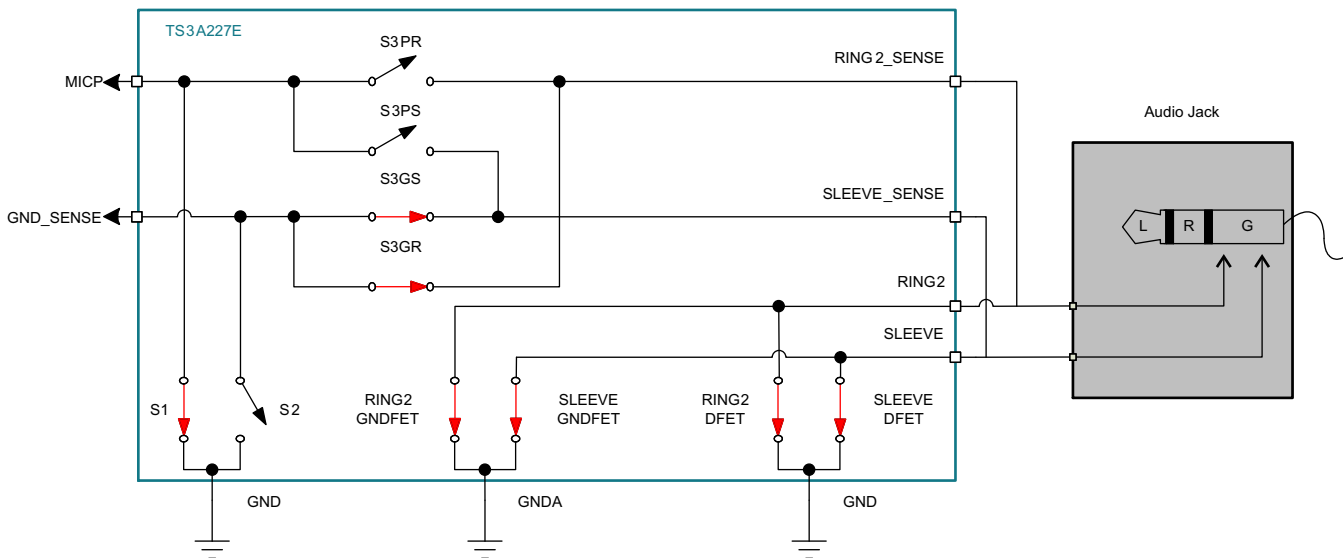 TS3A227E
S3PR
RING2_SENSE
MICP
Audio Jack
S3PS
S3GS
SLEEVE_SENSE
GND_SENSE
L R G
S3GR
RING2
SLEEVE
S1
S2
RING2
GNDFET
SLEEVE
GNDFET
RING2
DFET
SLEEVE
DFET
GND
GNDA
GND